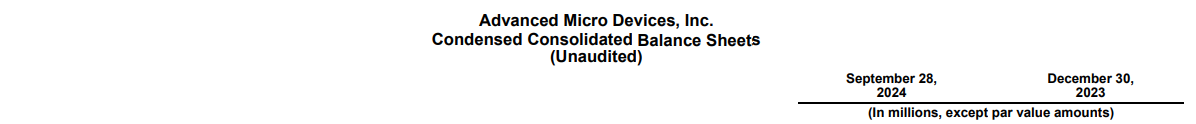 Advanced Micro Devices, Inc.
Condensed Consolidated Balance Sheets
(Unaudited)
September 28, 2024
December 30, 2023
(In millions, except par value amounts)